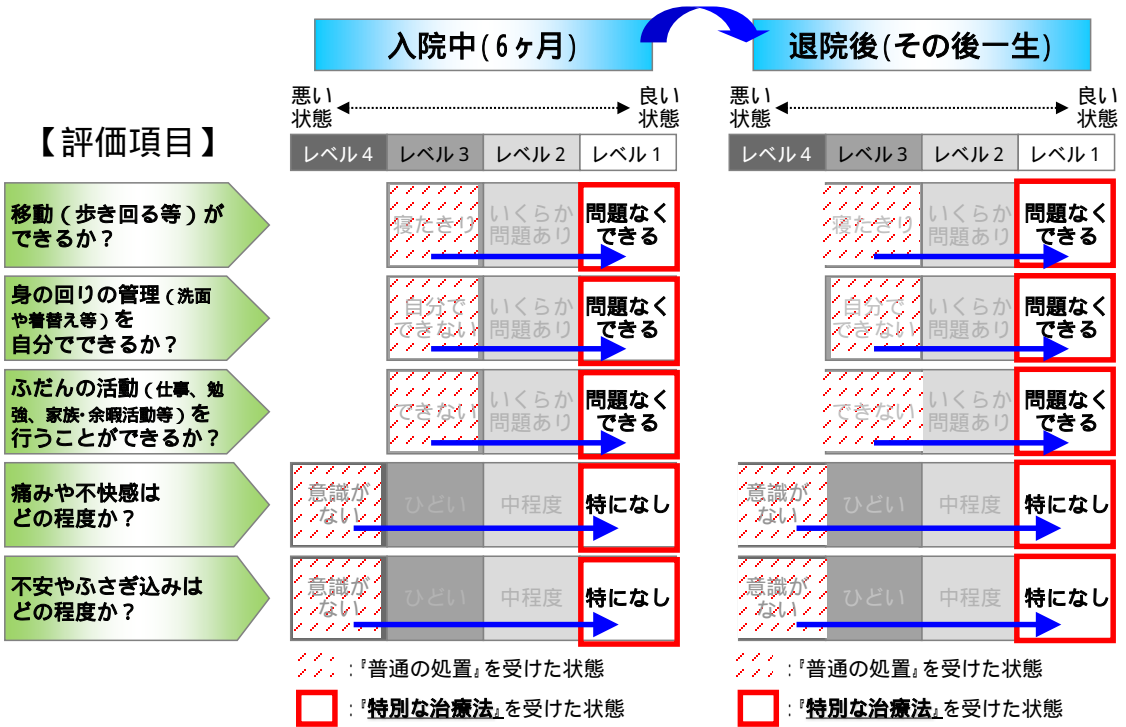 入院中(6ヶ月)
退院後(その後一生)
悪い
状態
良い
状態
悪い
状態
良い
状態
【評価項目】
レベル4 レベル3 レベル2 レベル1
レベル4 レベル3 レベル2 レベル1
移動(歩き回る等)が
できるか?
寝たきり
いくらか
問題あり
問題なく
できる
寝たきり
いくらか
問題あり
問題なく
できる
身の回りの管理(洗面
や着替え等)を
自分でできるか?
自分で
できない
いくらか
問題あり
問題なく
できる
自分で
できない
いくらか
問題あり
問題なく
できる
ふだんの活動(仕事、勉
強、家族・余暇活動等)を
行うことができるか?
できない
いくらか
問題あり
問題なく
できる
できない
いくらか
問題あり
問題なく
できる
痛みや不快感は
どの程度か?
意識が
ない
ひどい
中程度
特になし
意識が
ない
ひどい
中程度
特になし
不安やふさぎ込みは
どの程度か?
意識が
ない
ひどい
中程度
特になし
意識が
ない
ひどい
中程度
特になし
:『普通の処置』を受けた状態
:『普通の処置』を受けた状態
:『特別な治療法』を受けた状態
:『特別な治療法』を受けた状態